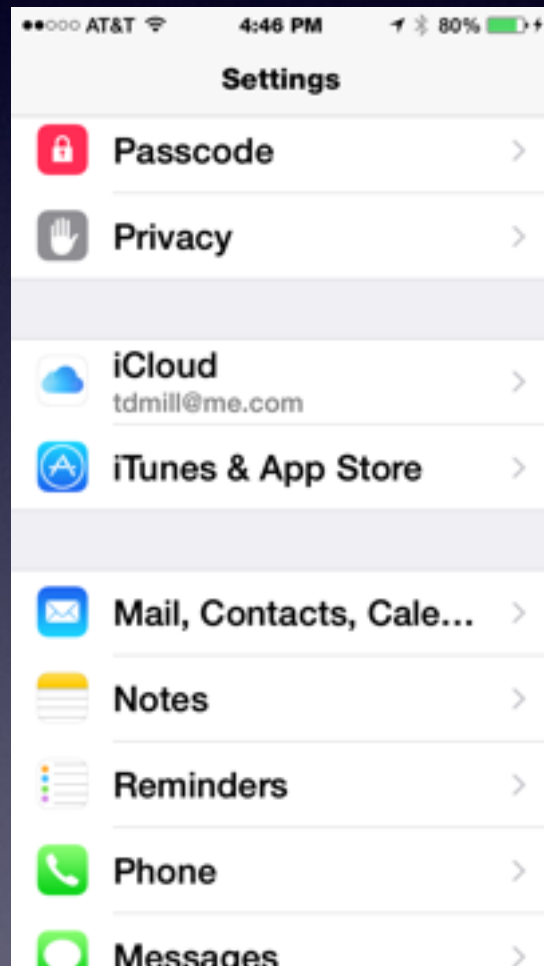 AT&T 4:46 PM 80%
Settings
Passcode
Privacy
iCloud
tdmill@me.com
iTunes & App Store
Mail, Contacts, Cale...
Notes
Reminders
Phone
Messages